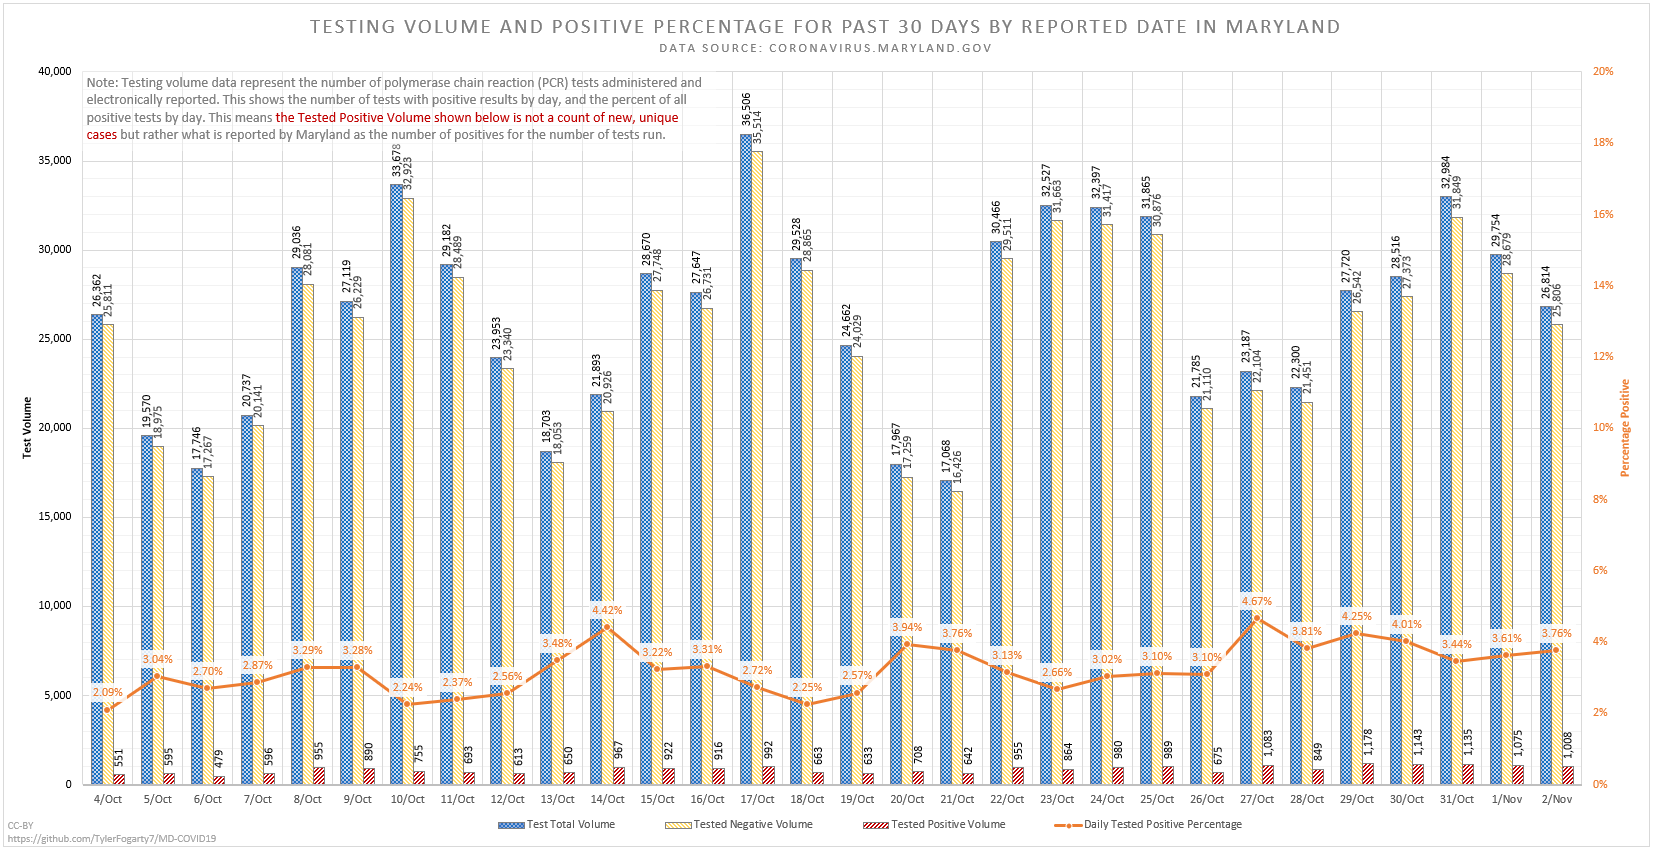 TESTING VOLUME AND POSITIVE PERCENTAGE FOR PAST 30 DAYS BY REPORTED DATE IN MARYLAND
DATA SOURCE: CORONAVIRUS.MARYLAND.GOV
Note: Testing volume data represent the number of polymerase chain reaction (PCR) tests administered and
electronically reported. This shows the number of tests with positive results by day, and the percent of all
positive tests by day. This means the Tested Positive Volume shown below is not a count of new, unique
cases but rather what is reported by Maryland as the number of positives for the number of tests run.
Test Volume
40,000
35,000
30,000
25,000
20,000
15,000
10,000
5,000
0
Percentage Positive
20%
18%
16%
14%
12%
10%
8%
6%
4%
2%
0%
26,362 25,811 2.09% 551
19,570 18,975 3.04% 595
17,746 17,267 2.70% 479
20,737 20,141 2.87% 596
29,036 28,081 3.29% 955
27,119 26,229 3.28% 890
33,678 32,923 2.24% 755
29,182 28,489 2.37% 693
23,953 23,340 2.56% 613
18,703 18,053 3.48% 650
21,893 20,926 4.42% 967
28,670 27,748 3.22% 922
27,647 26,731 3.31% 916
36,506 35,514 2.72% 992
29,528 28,865 2.25% 663
24,662 24,029 2.57% 633
17,967 17,259 3.94% 708
17,068 16,426 3.76% 642
30,466 29,511 3.13% 955
32,527 31,663 2.66% 864
32,397 31,417 3.02% 980
31,865 30,876 3.10% 989
21,785 21,110 3.10% 675
23,187 22,104 4.67% 1,083
22,300 21,451 3.81% 849
27,720 26,542 4.25% 1,178
28,516 27,373 4.01% 1,143
32,984 31,849 3.44% 1,135
29,754 28,679 3.61% 1,075
26,814 25,806 3.76% 1,008
4/Oct 5/Oct 6/Oct 7/Oct 8/Oct 9/Oct 10/Oct 11/Oct 12/Oct 13/Oct 14/Oct 15/Oct 16/Oct 17/Oct 18/Oct 19/Oct 20/Oct 21/Oct 22/Oct 23/Oct 24/Oct 25/Oct 26/Oct 27/Oct 28/Oct 29/Oct 30/Oct 31/Oct 1/Nov 2/Nov
Test Total Volume Tested Negative Volume Tested Positive Volume Daily Tested Positive Percentage
CC-BY
https://github.com/TylerFogarty7/MD-COVID19